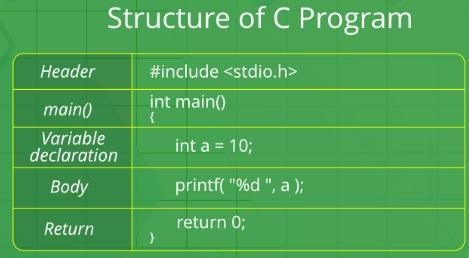 Structure of C Program
Header
#include <stdio.h>
main()
int main()
{
Variable
declaration
int a = 10;
Body
printf( "%d ", a );
Return
return 0;
}